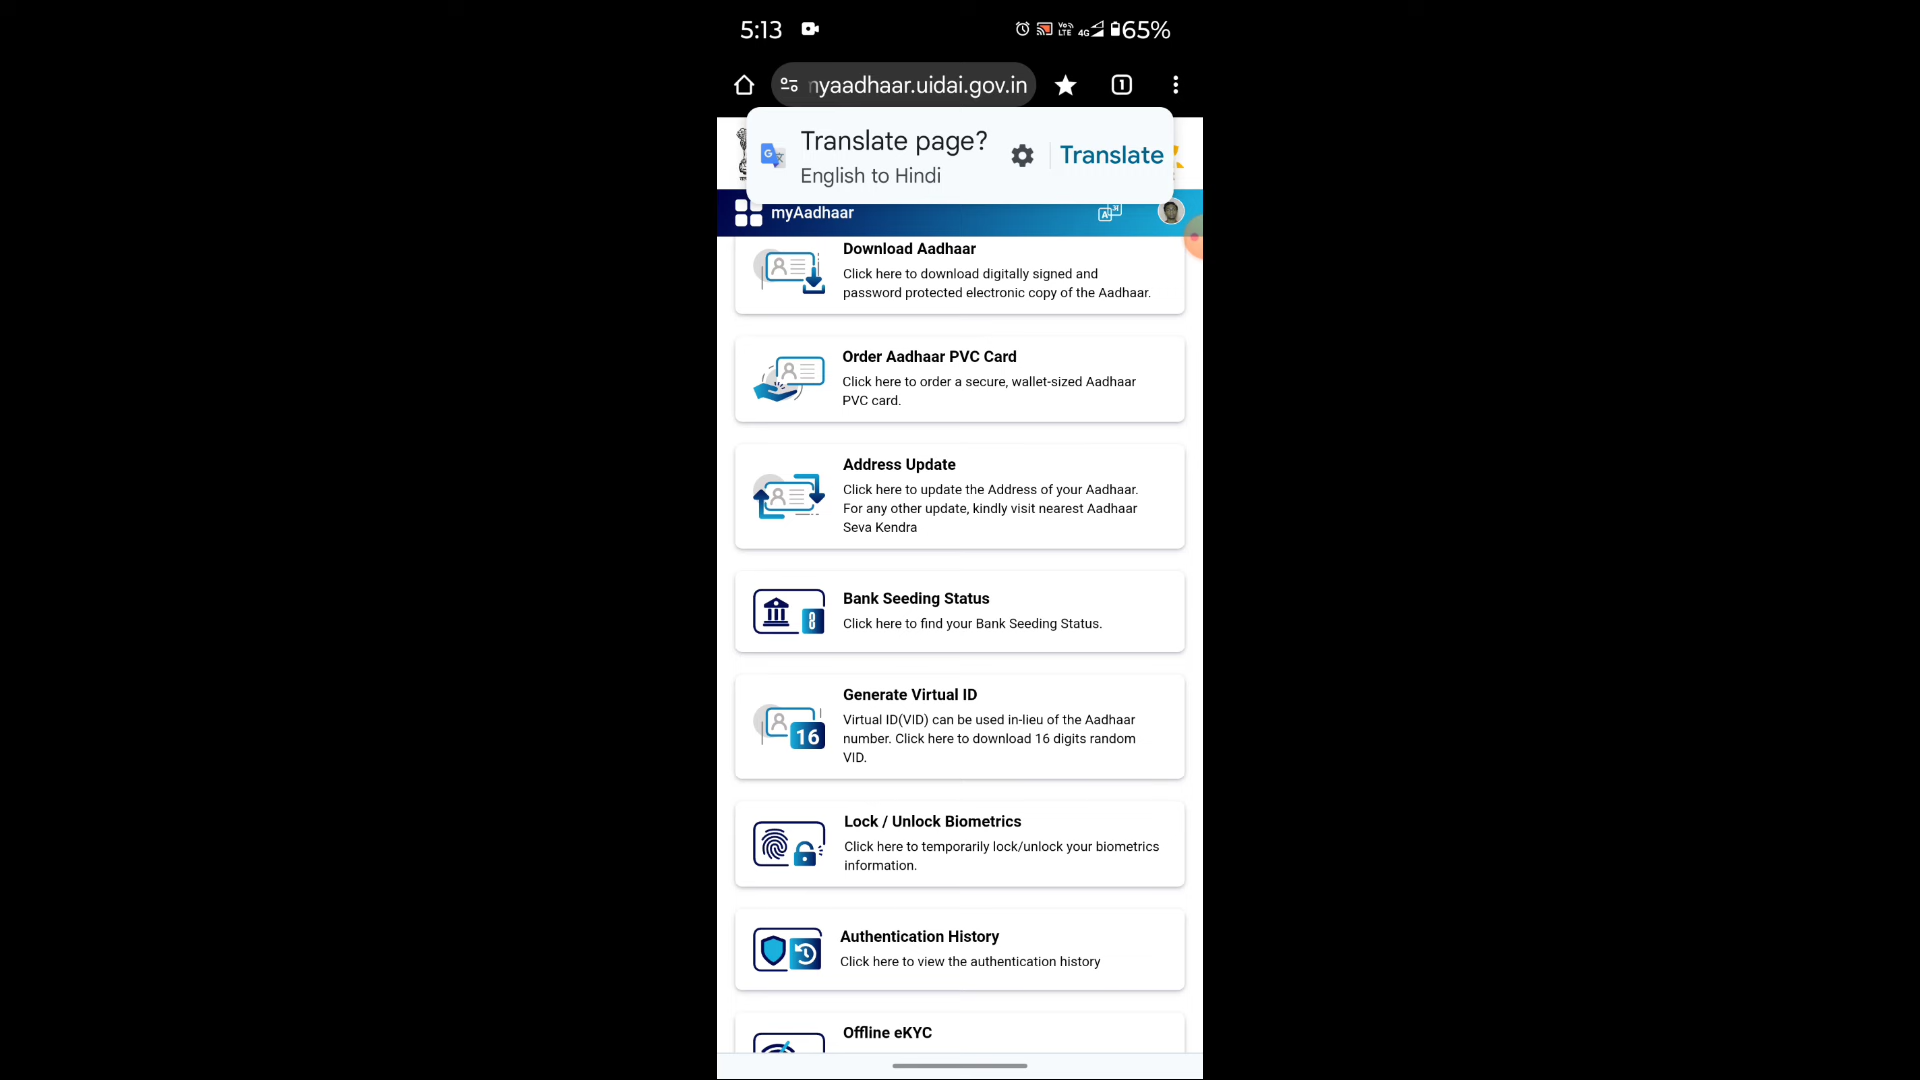 5:13
Vo))
LTE
4G
65%
nyaadhaar.uidai.gov.in
1
Translate page?
English to Hindi
Translate
myAadhaar
Download Aadhaar
Click here to download digitally signed and
password protected electronic copy of the Aadhaar.
Order Aadhaar PVC Card
Click here to order a secure, wallet-sized Aadhaar
PVC card.
Address Update
Click here to update the Address of your Aadhaar.
For any other update, kindly visit nearest Aadhaar
Seva Kendra
Bank Seeding Status
Click here to find your Bank Seeding Status.
Generate Virtual ID
Virtual ID(VID) can be used in-lieu of the Aadhaar
number. Click here to download 16 digits random
VID.
16
Lock / Unlock Biometrics
Click here to temporarily lock/unlock your biometrics
information.
Authentication History
Click here to view the authentication history
Offline eKYC